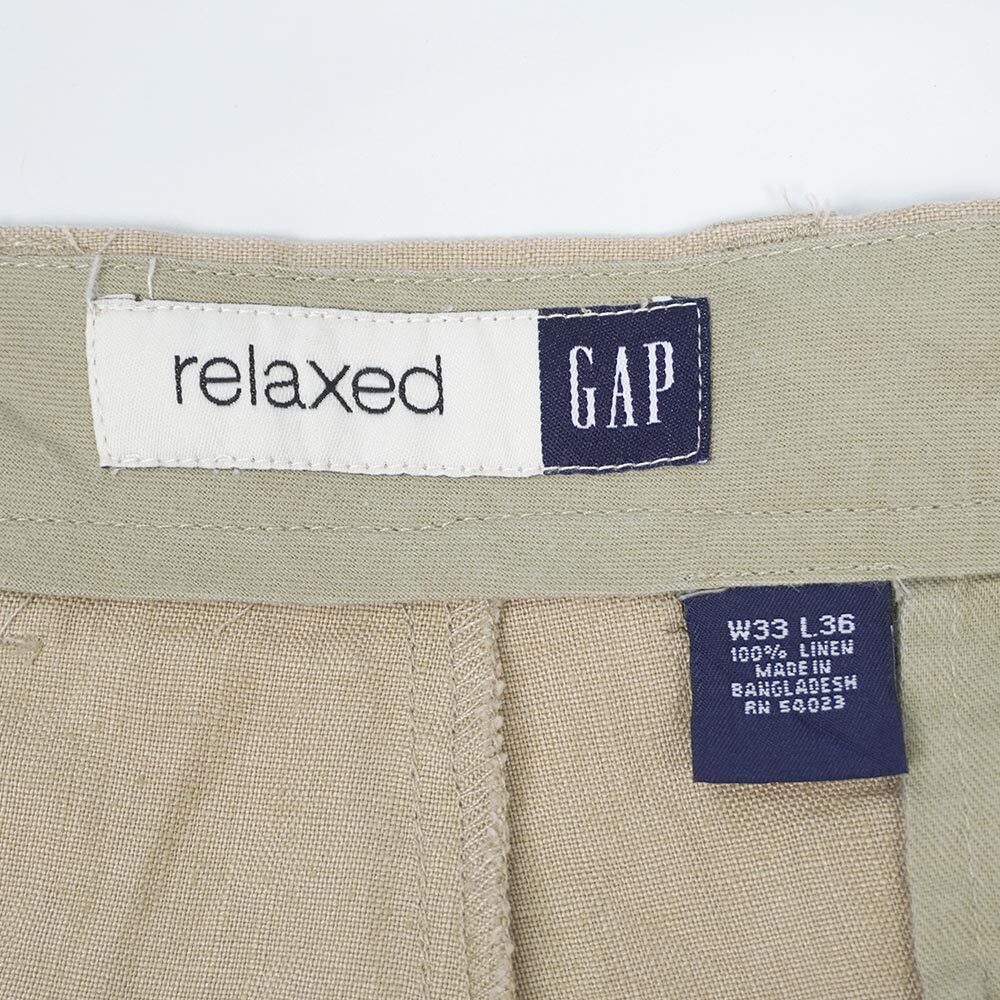 relaxed GAP
W33 L36
100% LINEN
MADE IN
BANGLADESH
RN 54023